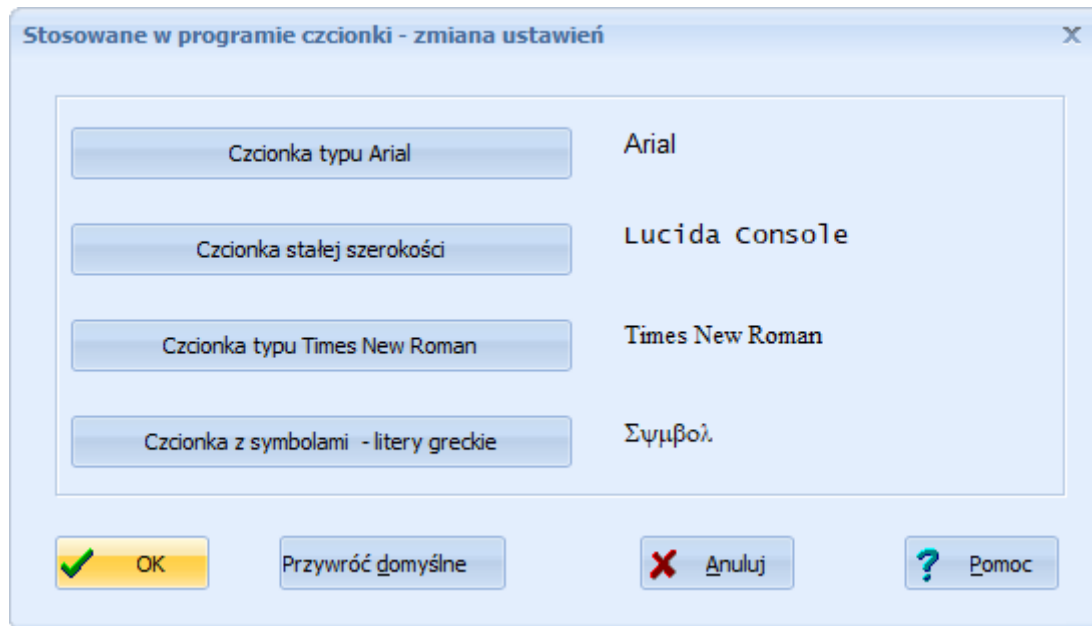 Stosowane w programie czcionki - zmiana ustawień
Czcionka typu Arial Arial
Czcionka stałej szerokości Lucida Console
Czcionka typu Times New Roman Times New Roman
Czcionka z symbolami - litery greckie Σψμβολ
OK Przywróć domyślne Anuluj Pomoc